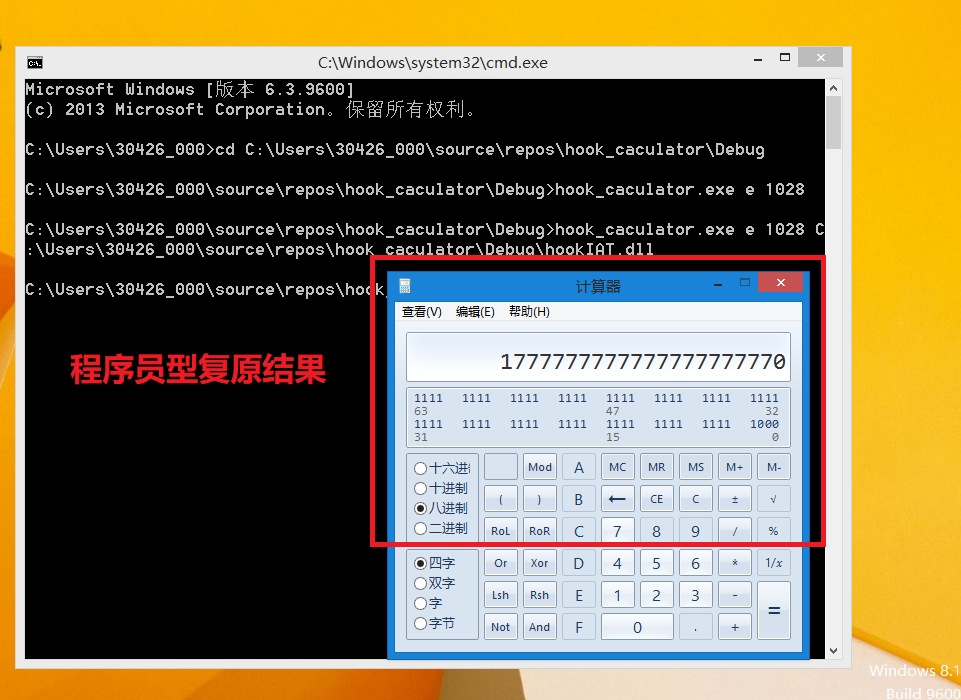 C:\Windows\system32\cmd.exe
Microsoft Windows [版本 6.3.9600]
(c) 2013 Microsoft Corporation。保留所有权利。
C:\Users\30426_000>cd C:\Users\30426_000\source\repos\hook_caculator\Debug
C:\Users\30426_000\source\repos\hook_caculator\Debug>hook_caculator.exe e 1028
C:\Users\30426_000\source\repos\hook_caculator\Debug>hook_caculator.exe e 1028 C
:\Users\30426_000\source\repos\hook_caculator\Debug\hookIAT.dll
C:\Users\30426_000\source\repos\hook_
程序员型复原结果
计算器
查看(V) 编辑(E) 帮助(H)
1777777777777777777770
1111 1111 1111 1111 1111 1111 1111 1111
63 47 32
1111 1111 1111 1111 1111 1111 1111 1000
31 15 0
十六进制 Mod A MC MR MS M+ M-
十进制 ( ) B ← CE C ± √
八进制
二进制 RoL RoR C 7 8 9 / %
四字 Or Xor D 4 5 6 * 1/x
双字 Lsh Rsh E 1 2 3 - =
字
字节 Not And F 0 . +
Windows 8.1
Build 9600